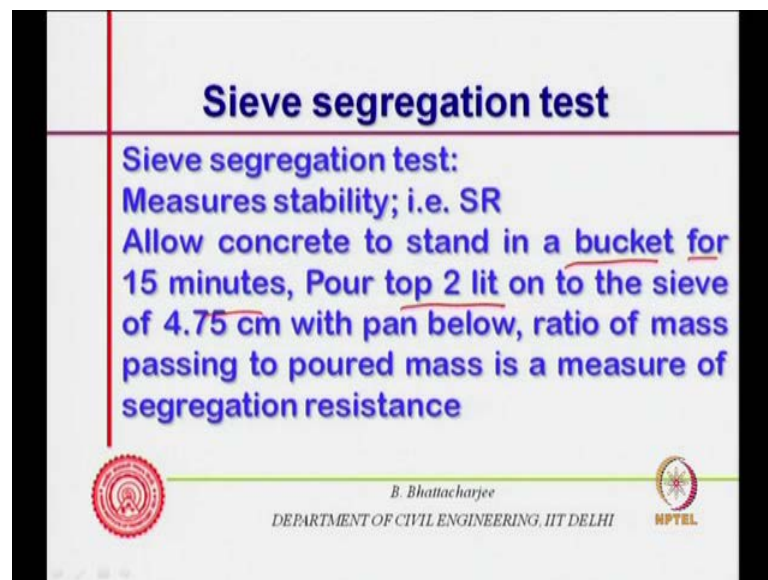 Sieve segregation test
Sieve segregation test:
Measures stability; i.e. SR
Allow concrete to stand in a bucket for
15 minutes, Pour top 2 lit on to the sieve
of 4.75 cm with pan below, ratio of mass
passing to poured mass is a measure of
segregation resistance
B. Bhattacharjee
DEPARTMENT OF CIVIL ENGINEERING, IIT DELHI
NPTEL